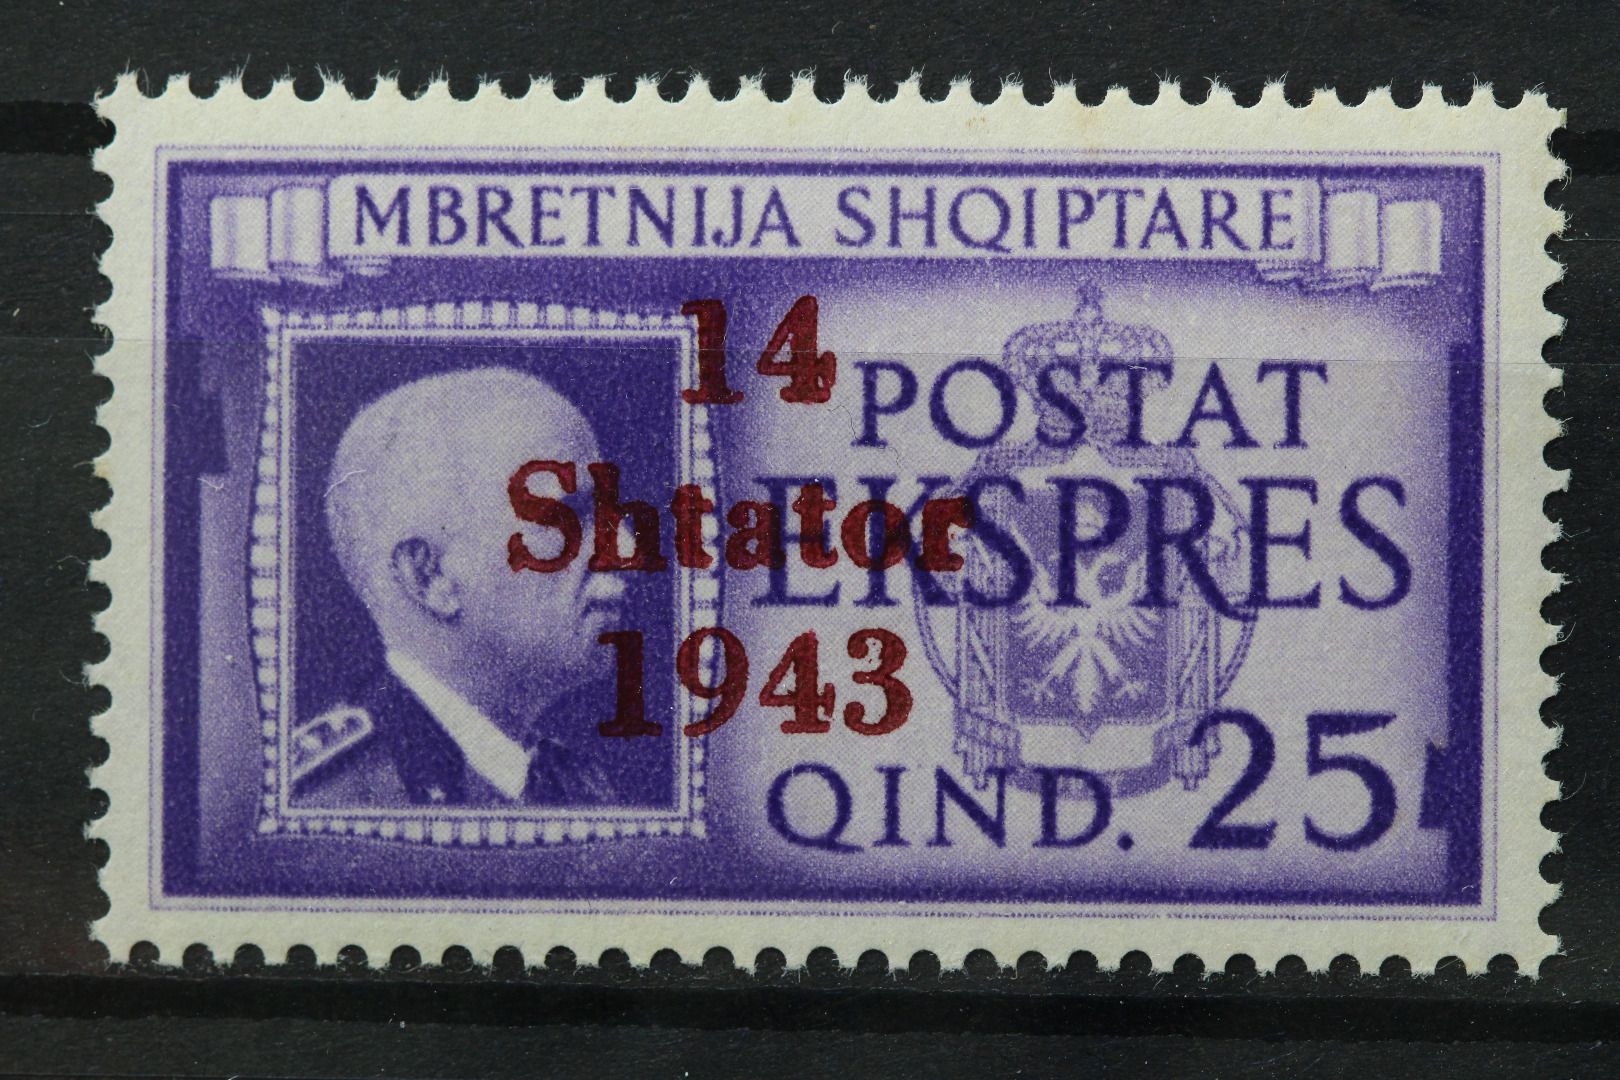 MBRETNIJA SHQIPTARE
14
POSTAT
Shtator
EKSPRES
1943
QIND. 25